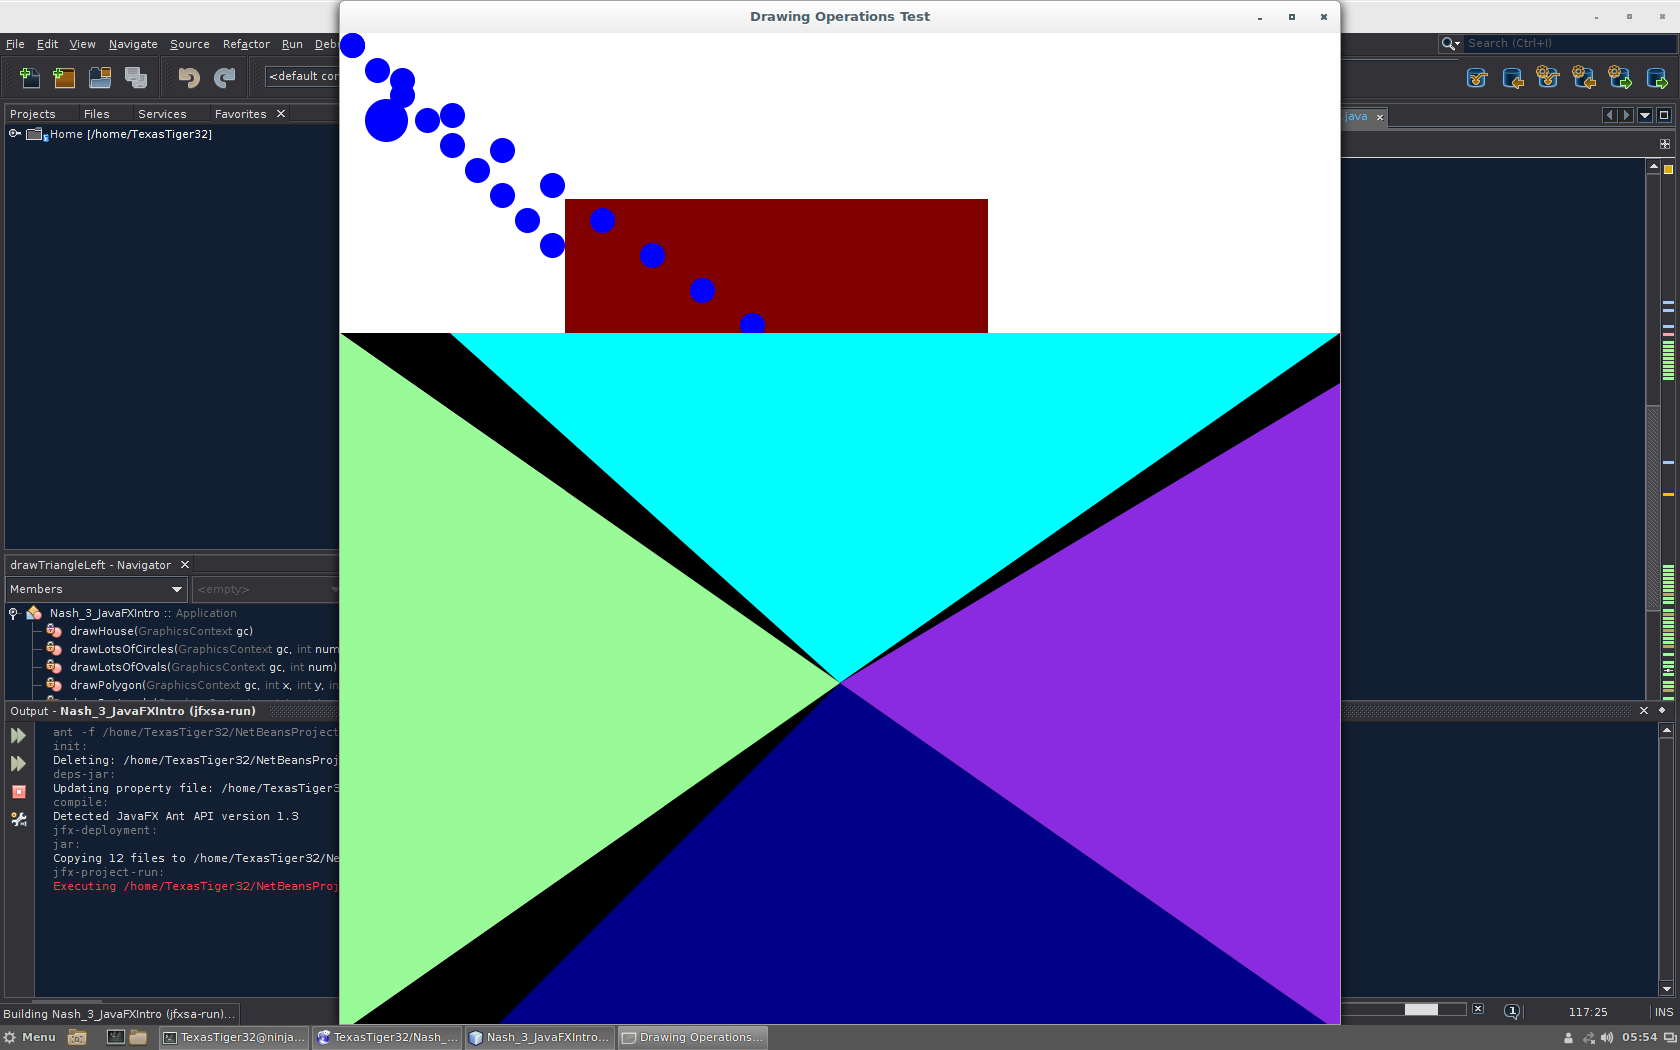 Drawing Operations Test
File Edit View Navigate Source Refactor Run Deb
Search (Ctrl+I)
<default cor
Projects Files Services Favorites
java
Home [/home/TexasTiger32]
drawTriangleLeft - Navigator
Members <empty>
Nash_3_JavaFXIntro :: Application
drawHouse(GraphicsContext gc)
drawLotsOfCircles(GraphicsContext gc, int num
drawLotsOfOvals(GraphicsContext gc, int num)
drawPolygon(GraphicsContext gc, int x, int y, in
Output - Nash_3_JavaFXIntro (jfxsa-run)
ant -f /home/TexasTiger32/NetBeansProject
init:
Deleting: /home/TexasTiger32/NetBeansProj
deps-jar:
Updating property file: /home/TexasTiger3
compile:
Detected JavaFX Ant API version 1.3
jfx-deployment:
jar:
Copying 12 files to /home/TexasTiger32/Ne
jfx-project-run:
Executing /home/TexasTiger32/NetBeansProj
Building Nash_3_JavaFXIntro (jfxsa-run)...
1 117:25 INS
Menu TexasTiger32@ninja... TexasTiger32/Nash_... Nash_3_JavaFXIntro... Drawing Operations... 05:54